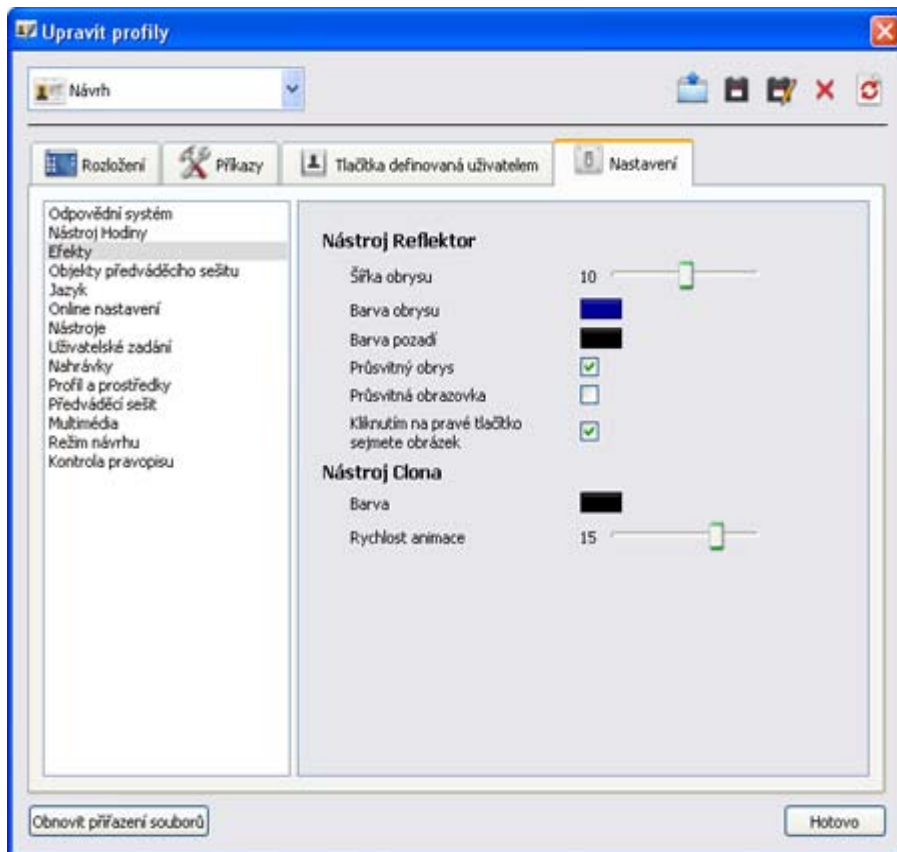 Upravit profily
Návrh
Rozložení
Příkazy
Tlačítka definovaná uživatelem
Nastavení
Odpovědní systém
Nástroj Hodiny
Efekty
Objekty předváděcího sešitu
Jazyk
Online nastavení
Nástroje
Uživatelské zadání
Nahrávky
Profil a prostředky
Předváděcí sešit
Multimédia
Režim návrhu
Kontrola pravopisu
Nástroj Reflektor
Šířka obrysu 10
Barva obrysu
Barva pozadí
Průsvitný obrys
Průsvitná obrazovka
Kliknutím na pravé tlačítko
sejmete obrázek
Nástroj Clona
Barva
Rychlost animace 15
Obnovit přiřazení souborů
Hotovo